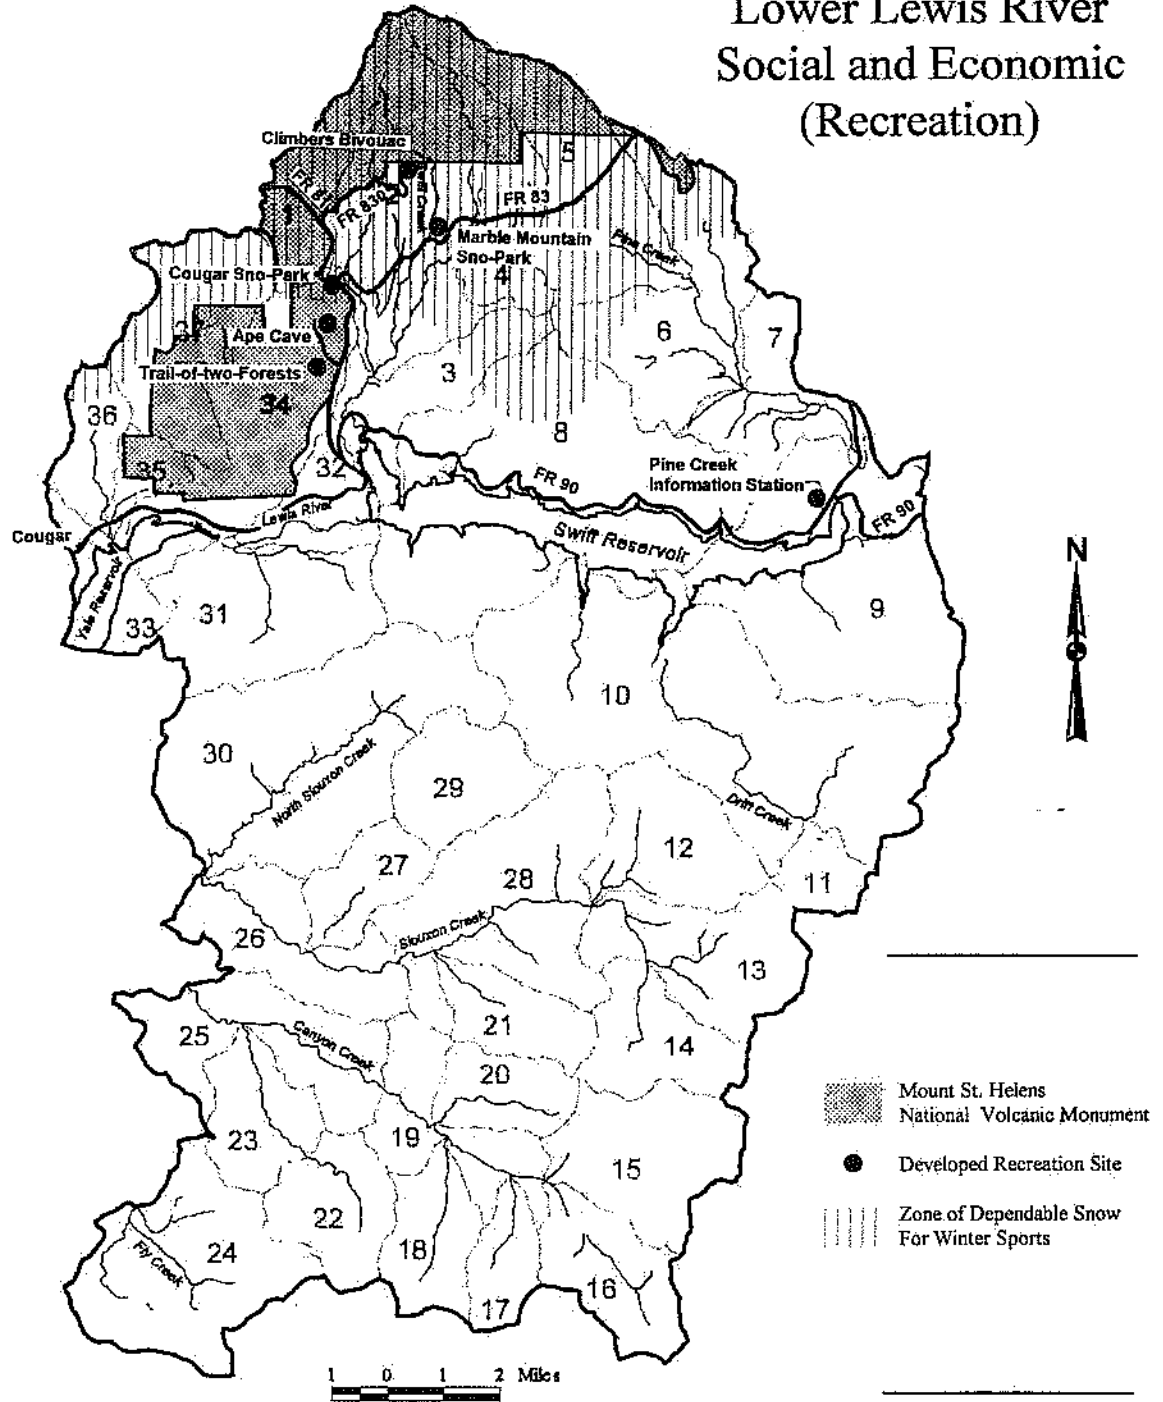 Lower Lewis River
Social and Economic
(Recreation)
Climbers Bivouac
5
FR 81
FR 830
FR 83
1
Marble Mountain
Sno-Park
Pine Creek
Cougar Sno-Park
4
37
Ape Cave
6
7
Trail-of-two-Forests
3
34
36
8
35
32
Pine Creek
Information Station
FR 90
FR 90
Lewis River
Cougar
Swift Reservoir
N
Yale Reservoir
33
31
9
10
30
North Siouxon Creek
29
Drift Creek
12
27
28
11
26
Siouxon Creek
13
21
25
Canyon Creek
14
20
Mount St. Helens
National Volcanic Monument
23
19
15
Developed Recreation Site
22
Zone of Dependable Snow
For Winter Sports
24
18
Fly Creek
16
17
1 0 1 2 Miles